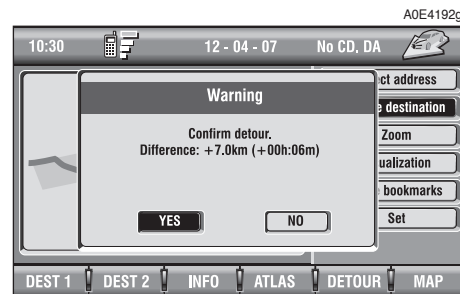 A0E4192g
10:30 12 - 04 - 07 No CD, DA
Warning
Confirm detour.
Difference: +7.0km (+00h:06m)
YES NO
ct address
e destination
Zoom
ualization
bookmarks
Set
DEST 1 DEST 2 INFO ATLAS DETOUR MAP